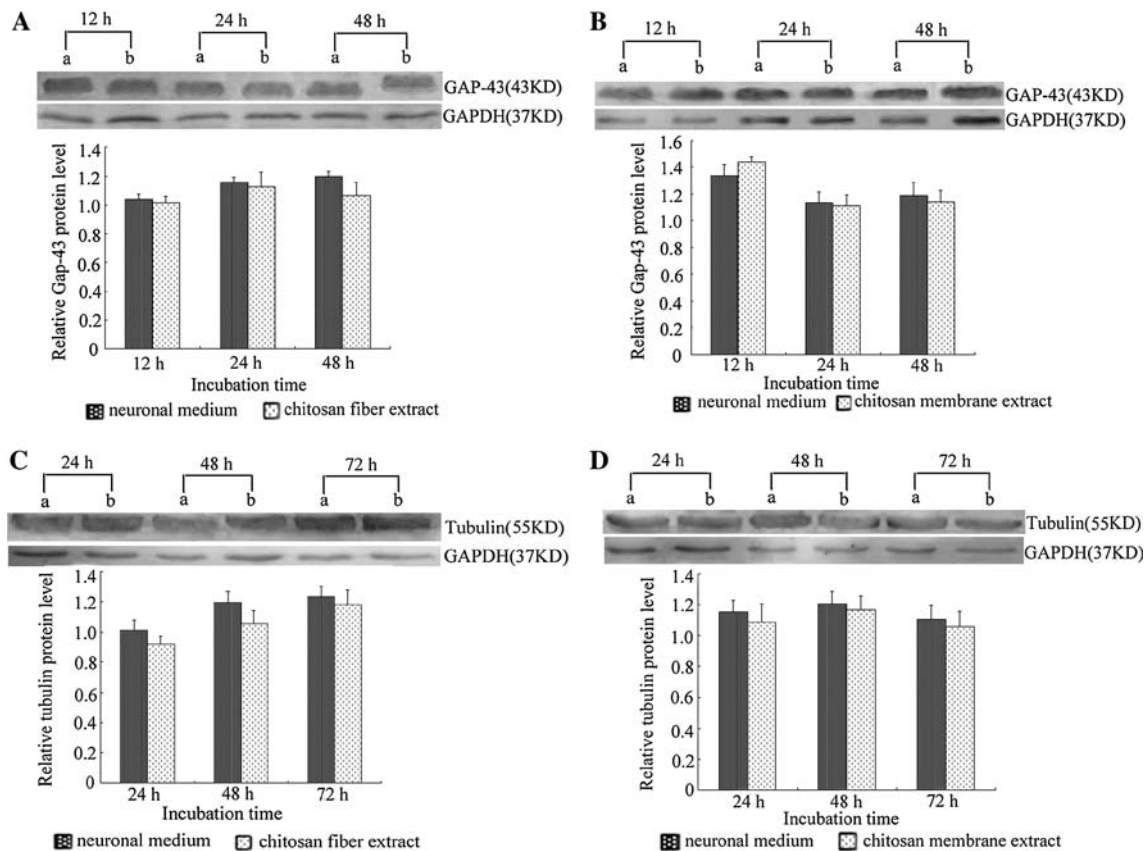 A
12 h 24 h 48 h
a b a b a b
GAP-43(43KD)
GAPDH(37KD)
Relative Gap-43 protein level
1.4
1.2
1.0
0.8
0.6
0.4
0.2
0
12 h 24 h 48 h
Incubation time
neuronal medium chitosan fiber extract
B
12 h 24 h 48 h
a b a b a b
GAP-43(43KD)
GAPDH(37KD)
Relative Gap-43 protein level
1.6
1.4
1.2
1.0
0.8
0.6
0.4
0.2
0
12 h 24 h 48 h
Incubation time
neuronal medium chitosan membrane extract
C
24 h 48 h 72 h
a b a b a b
Tubulin(55KD)
GAPDH(37KD)
Relative tubulin protein level
1.4
1.2
1.0
0.8
0.6
0.4
0.2
0
24 h 48 h 72 h
Incubation time
neuronal medium chitosan fiber extract
D
24 h 48 h 72 h
a b a b a b
Tubulin(55KD)
GAPDH(37KD)
Relative tubulin protein level
1.4
1.2
1.0
0.8
0.6
0.4
0.2
0
24 h 48 h 72 h
Incubation time
neuronal medium chitosan membrane extract